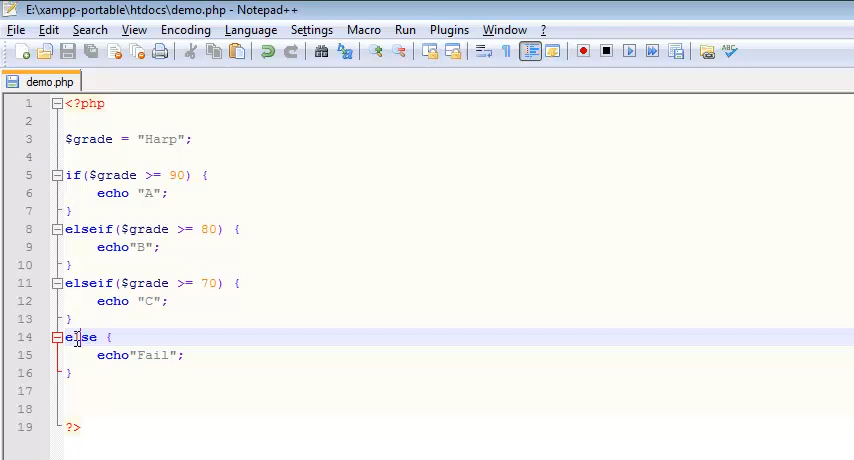 E:\xampp-portable\htdocs\demo.php - Notepad++
File Edit Search View Encoding Language Settings Macro Run Plugins Window ?
demo.php
1 <?php
2
3 $grade = "Harp";
4
5 if($grade >= 90) {
6 echo "A";
7 }
8 elseif($grade >= 80) {
9 echo"B";
10 }
11 elseif($grade >= 70) {
12 echo "C";
13 }
14 else {
15 echo"Fail";
16 }
17
18
19 ?>